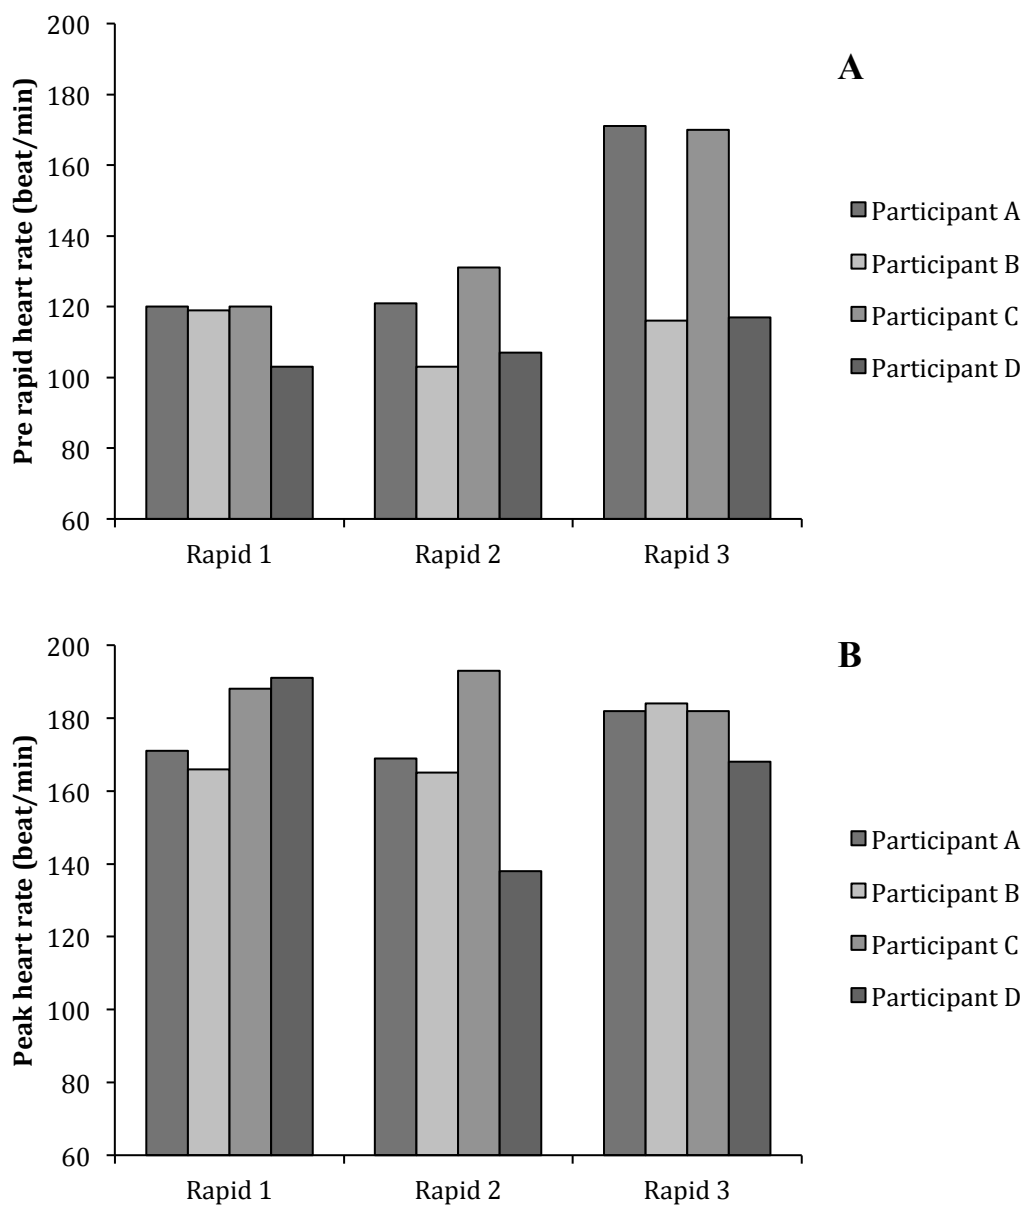 A
Pre rapid heart rate (beat/min)
200
180
160
140
120
100
80
60
Rapid 1
Rapid 2
Rapid 3
Participant A
Participant B
Participant C
Participant D
B
Peak heart rate (beat/min)
200
180
160
140
120
100
80
60
Rapid 1
Rapid 2
Rapid 3
Participant A
Participant B
Participant C
Participant D